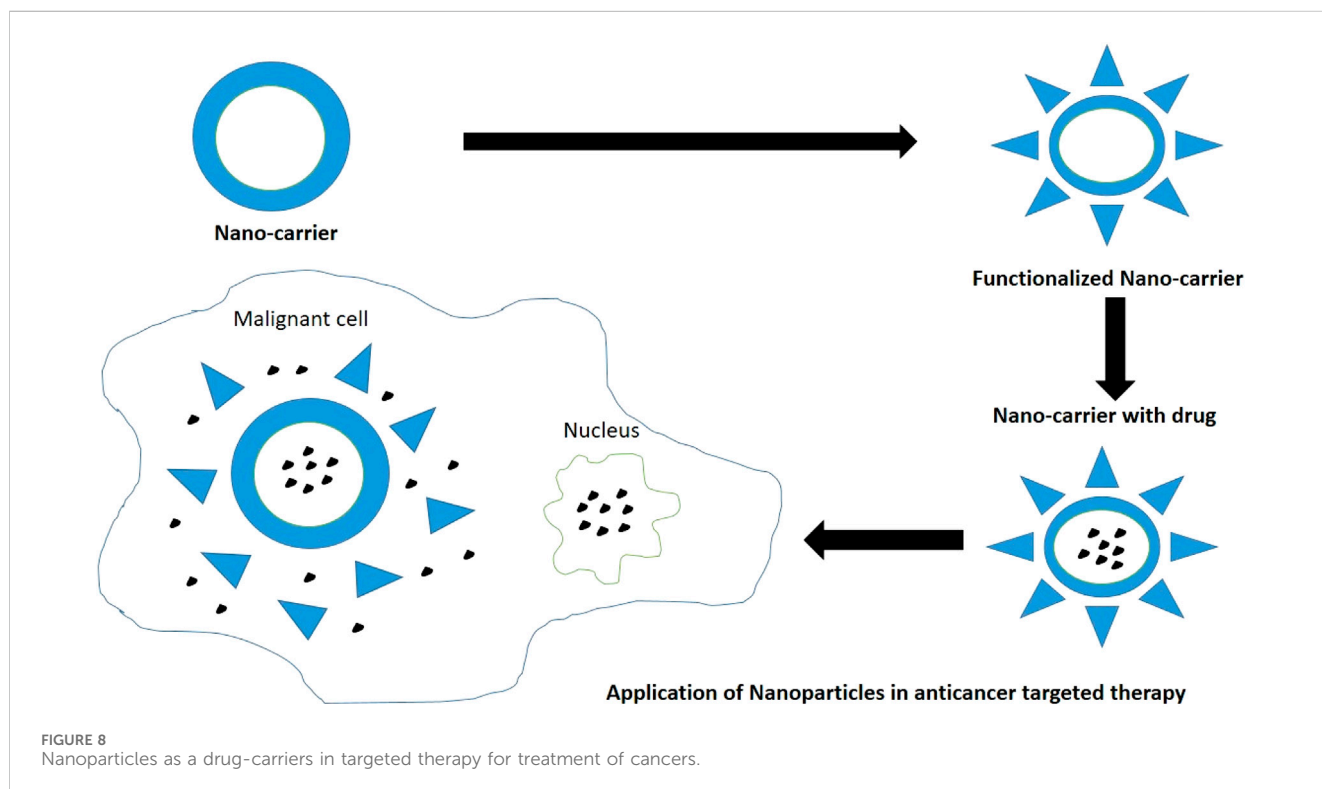 Nano-carrier
Functionalized Nano-carrier
Malignant cell
Nano-carrier with drug
Nucleus
Application of Nanoparticles in anticancer targeted therapy
FIGURE 8
Nanoparticles as a drug-carriers in targeted therapy for treatment of cancers.